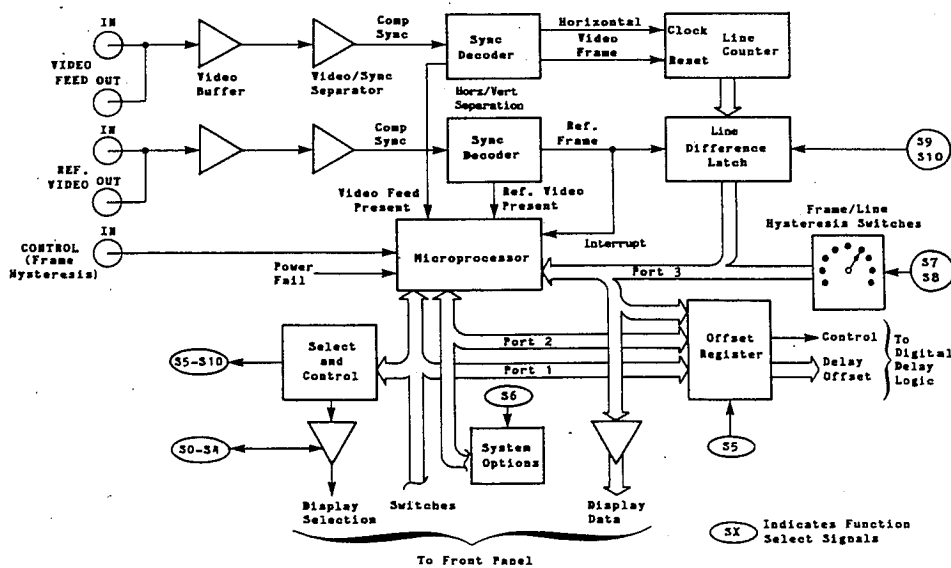 IN
VIDEO
FEED OUT
Video
Buffer
Video/Sync
Separator
Comp
Sync
Sync
Decoder
Horizontal
Video
Frame
Clock
Reset
Line
Counter
Horz/Vert
Separation
IN
REF.
VIDEO OUT
Comp
Sync
Sync
Decoder
Ref.
Frame
Line
Difference
Latch
S9
S10
Video Feed
Present
Ref. Video
Present
Frame/Line
Hysteresis Switches
IN
CONTROL
(Frame
Hysteresis)
Power
Fail
Microprocessor
Interrupt
Port 3
S7
S8
S5-S10
Select
and
Control
Port 2
Port 1
Offset
Register
Control
Delay
Offset
To
Digital
Delay
Logic
S6
S0-S4
System
Options
S5
Display
Selection
Switches
Display
Data
SX
Indicates Function
Select Signals
To Front Panel